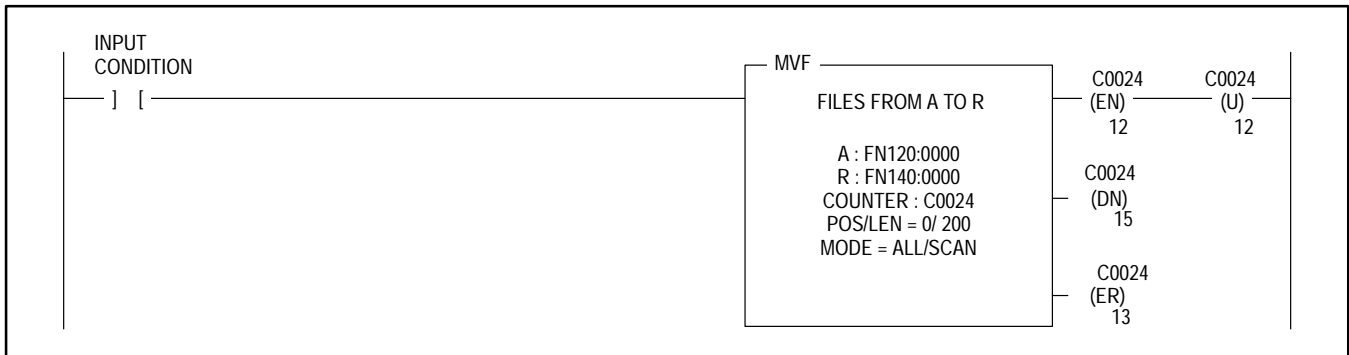 INPUT
CONDITION
] [
MVF
FILES FROM A TO R
A : FN120:0000
R : FN140:0000
COUNTER : C0024
POS/LEN = 0/ 200
MODE = ALL/SCAN
C0024
(EN)
12
C0024
(U)
12
C0024
(DN)
15
C0024
(ER)
13